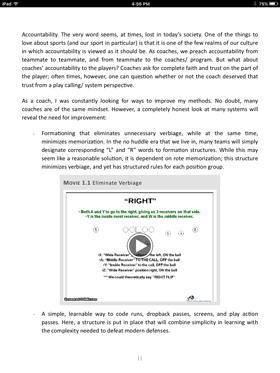 iPad
4:56 PM
75%
Accountability. The very word seems, at times, lost in today's society. One of the things to
love about sports (and our sport in particular) is that it is one of the few realms of our culture
in which accountability is viewed as it should be. As coaches, we preach accountability from
teammate to teammate, and from teammate to the coaches/ program. But what about
coaches' accountability to the players? Coaches ask for complete faith and trust on the part of
the player; often times, however, one can question whether or not the coach deserved that
trust from a play calling/ system perspective.
As a coach, I was constantly looking for ways to improve my methods. No doubt, many
coaches are of the same mindset. However, a completely honest look at many systems will
reveal the need for improvement:
- Formationing that eliminates unnecessary verbiage, while at the same time,
minimizes memorization. In the no huddle era that we live in, many teams will simply
designate corresponding "L" and "R" words to formation structures. While this may
seem like a reasonable solution, it is dependent on rote memorization; this structure
minimizes verbiage, and yet has structured rules for each position group.
MOVIE 1.1 Eliminate Verbiage
"RIGHT"
- Both A and Y to go to the right, giving us 3 receivers on that side.
-Y is the inside most receiver, and W is the middle receiver.
the left, ON the ball
TO THE CALL, OFF the ball
to the call, OFF the ball
-Z: "Wide Receiver" position right, ON the ball
*** We could theoretically say "RIGHT FLIP"
- A simple, learnable way to code runs, dropback passes, screens, and play action
passes. Here, a structure is put in place that will combine simplicity in learning with
the complexity needed to defeat modern defenses.
11